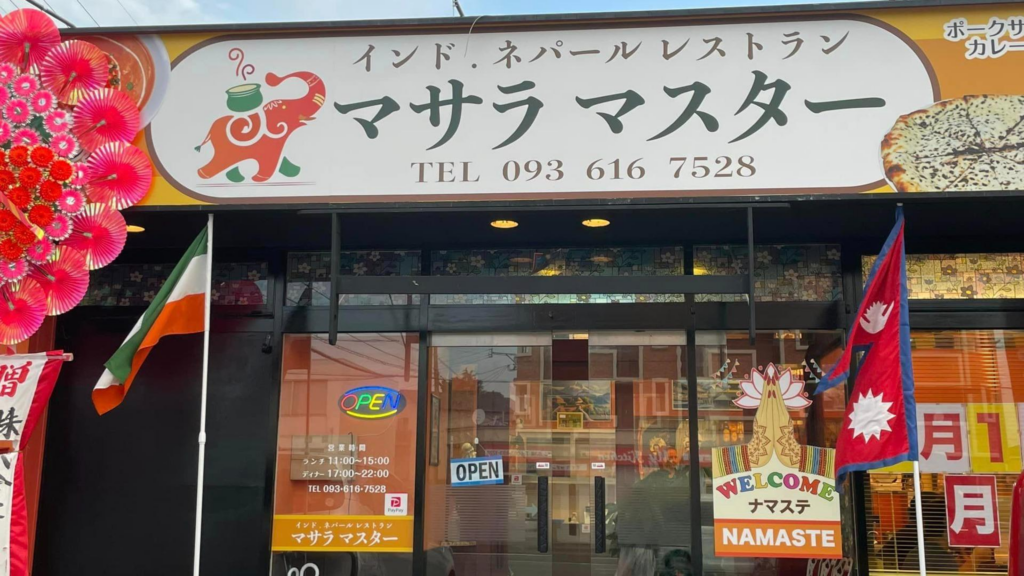 インド . ネパール レストラン
マサラ マスター
TEL 093 616 7528
ポークサ
カレー
OPEN
営業時間
ランチ 11:00~15:00
ディナー 17:00~22:00
TEL 093-616-7528
PayPay
インド. ネパール レストラン
マサラ マスター
OPEN
WELCOME
ナマステ
NAMASTE
月1
月